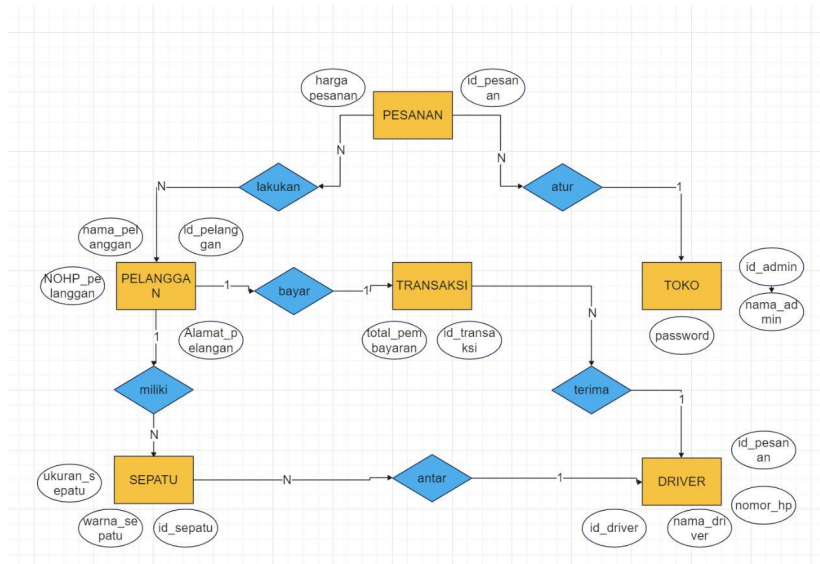 harga
pesanan
id_pesan
an
PESANAN
N
N
lakukan
N
atur
1
nama_pel
anggan
id_pelang
gan
NOHP_pe
langgan
PELANGGA
N
1
bayar
1
TRANSAKSI
TOKO
id_admin
nama_ad
min
password
1
Alamat_p
elangan
total_pem
bayaran
id_transa
ksi
N
miliki
terima
1
N
ukuran_s
epatu
SEPATU
N
antar
1
DRIVER
id_pesan
an
nomor_hp
warna_se
patu
id_sepatu
id_driver
nama_dri
ver